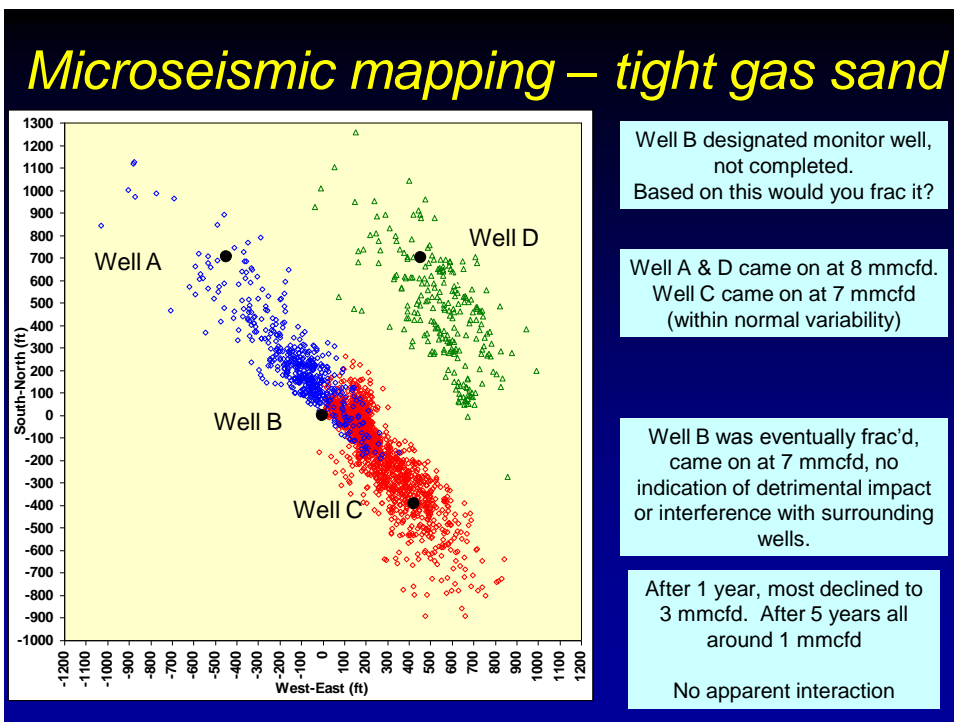 Microseismic mapping – tight gas sand
1300
1200
1100
1000
900
800
700
600
500
400
300
200
100
0
-100
-200
-300
-400
-500
-600
-700
-800
-900
-1000
South-North (ft)
-1200
-1100
-1000
-900
-800
-700
-600
-500
-400
-300
-200
-100
0
100
200
300
400
500
600
700
800
900
1000
1100
1200
West-East (ft)
Well A
Well D
Well B
Well C
Well B designated monitor well,
not completed.
Based on this would you frac it?
Well A & D came on at 8 mmcfd.
Well C came on at 7 mmcfd
(within normal variability)
Well B was eventually frac'd,
came on at 7 mmcfd, no
indication of detrimental impact
or interference with surrounding
wells.
After 1 year, most declined to
3 mmcfd. After 5 years all
around 1 mmcfd
No apparent interaction